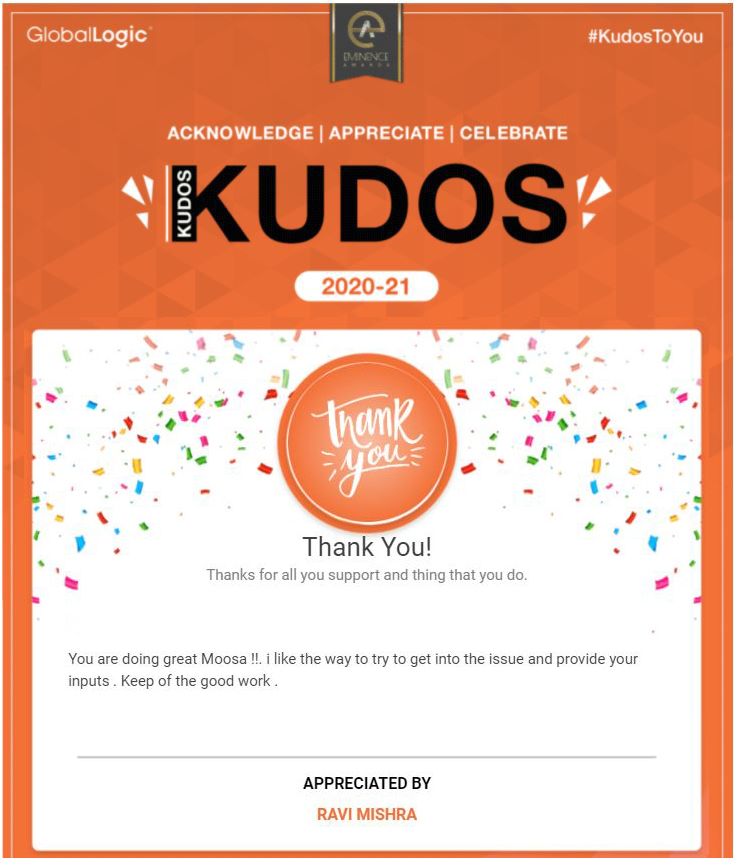 GlobalLogic
#KudosToYou
EMINENCE
AWARDS
ACKNOWLEDGE | APPRECIATE | CELEBRATE
KUDOS
KUDOS
2020-21
thank
you
Thank You!
Thanks for all you support and thing that you do.
You are doing great Moosa !!. i like the way to try to get into the issue and provide your
inputs . Keep of the good work .
APPRECIATED BY
RAVI MISHRA